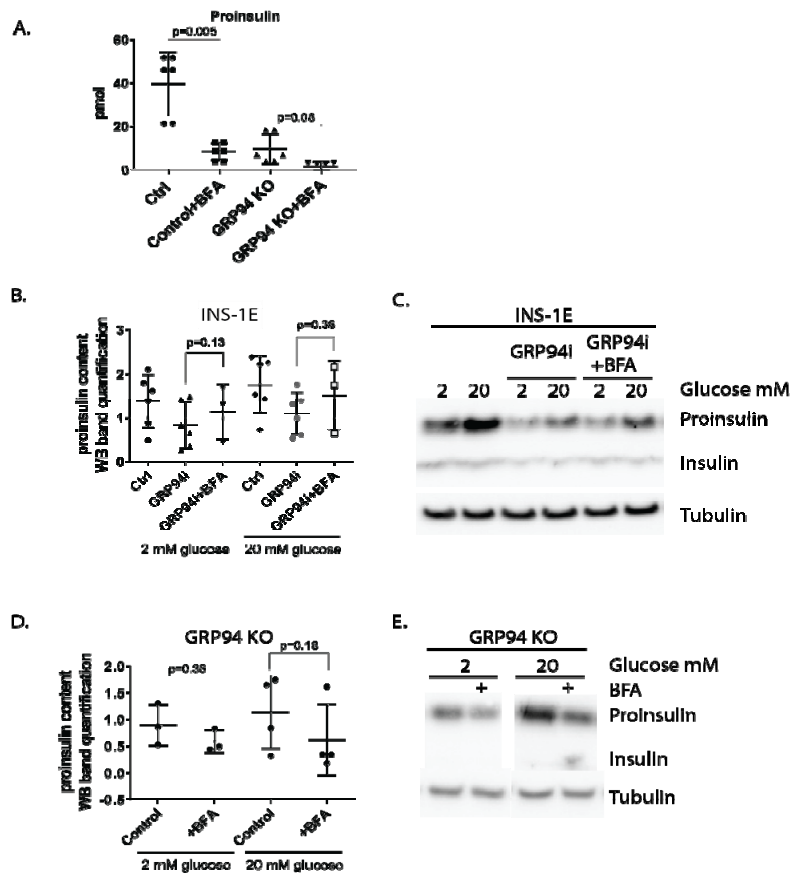 A.
Proinsulin
p=0.005
60
40
20
0
pmol
p=0.08
Ctrl
Control+BFA
GRP94 KO
GRP94 KO+BFA
B.
INS-1E
proinsulin content
WB band quantification
3
2
1
0
p=0.13
p=0.36
Ctrl
GRP94i
GRP94i+BFA
Ctrl
GRP94i
GRP94i+BFA
2 mM glucose
20 mM glucose
C.
INS-1E
GRP94i
GRP94i
+BFA
2 20 2 20 2 20 Glucose mM
Proinsulin
Insulin
Tubulin
D.
GRP94 KO
proinsulin content
WB band quantification
2.0
1.5
1.0
0.5
0.0
-0.5
p=0.38
p=0.18
Control
+BFA
Control
+BFA
2 mM glucose
20 mM glucose
E.
GRP94 KO
2 20 Glucose mM
+ + BFA
Proinsulin
Insulin
Tubulin